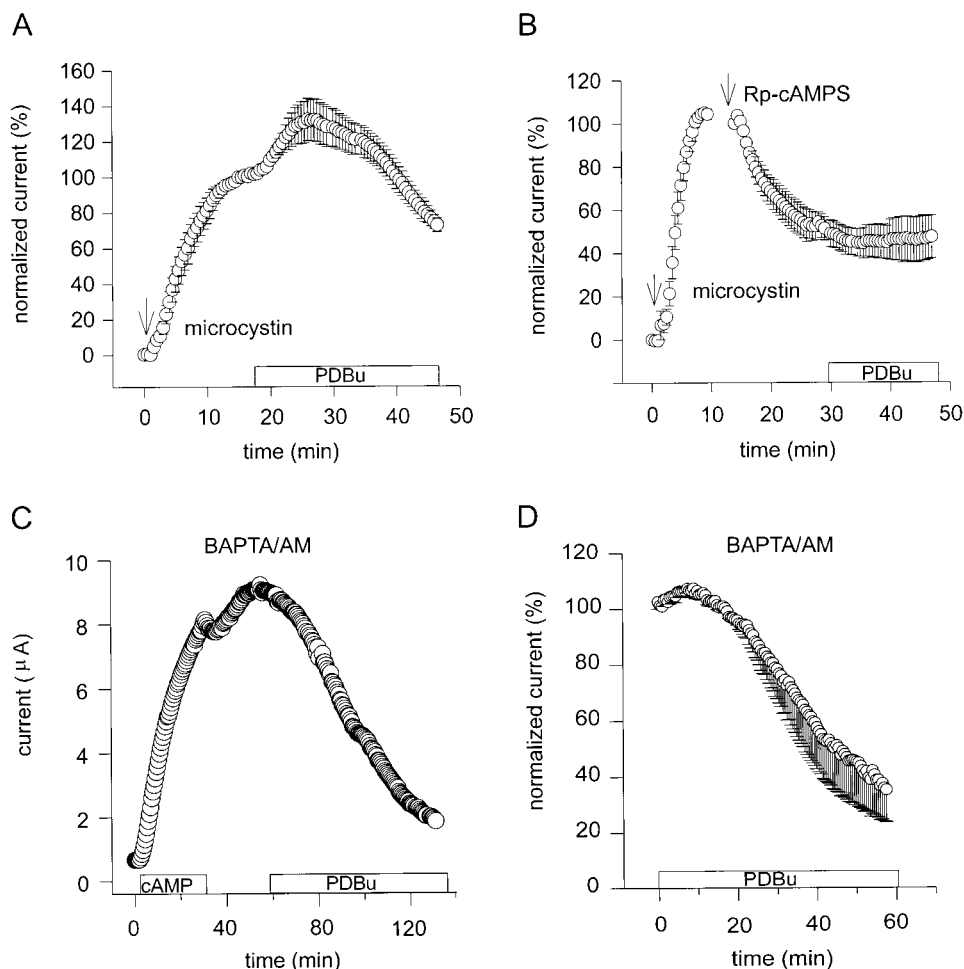 A
normalized current (%)
160
140
120
100
80
60
40
20
0
microcystin
PDBu
0 10 20 30 40 50
time (min)
B
normalized current (%)
120
100
80
60
40
20
0
Rp-cAMPS
microcystin
PDBu
0 10 20 30 40 50
time (min)
C
BAPTA/AM
current (μA)
10
8
6
4
2
0
cAMP
PDBu
0 40 80 120
time (min)
D
BAPTA/AM
normalized current (%)
120
100
80
60
40
20
0
PDBu
0 20 40 60
time (min)